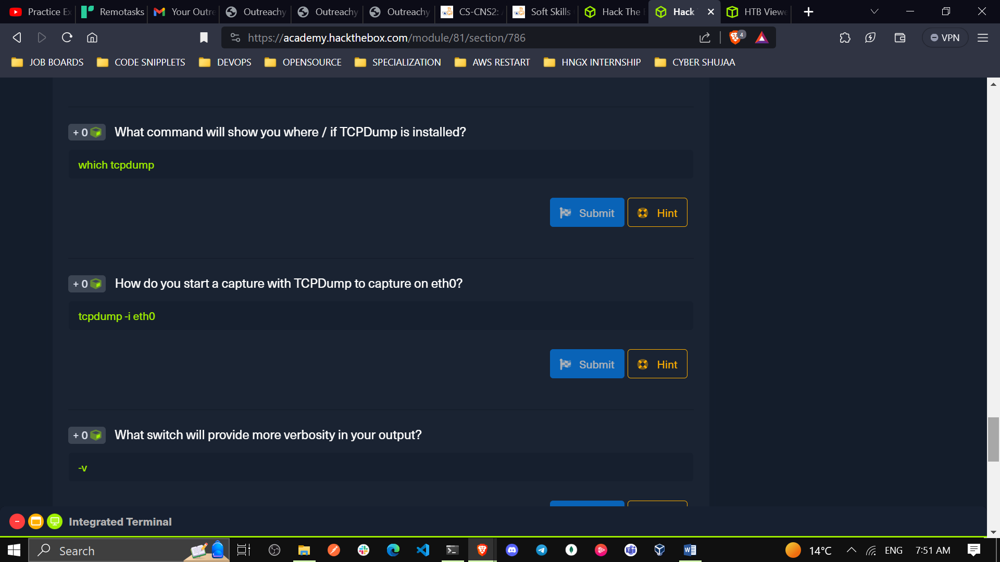 Practice Ex
Remotasks
Your Outre
Outreachy
Outreachy
Outreachy
CS-CNS2:
Soft Skills
Hack The
Hack
HTB Viewe
https://academy.hackthebox.com/module/81/section/786
4
VPN
JOB BOARDS
CODE SNIPPLETS
DEVOPS
OPENSOURCE
SPECIALIZATION
AWS RESTART
HNGX INTERNSHIP
CYBER SHUJAA
+ 0 What command will show you where / if TCPDump is installed?
which tcpdump
Submit
Hint
+ 0 How do you start a capture with TCPDump to capture on eth0?
tcpdump -i eth0
Submit
Hint
+ 0 What switch will provide more verbosity in your output?
-v
Integrated Terminal
Search
14°C
ENG
7:51 AM